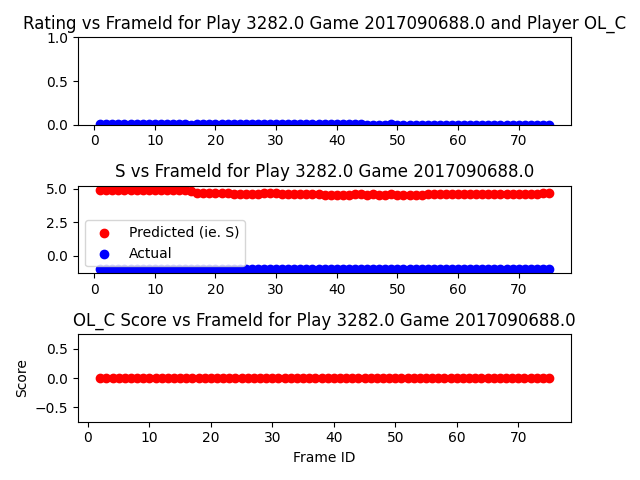 Rating vs FrameId for Play 3282.0 Game 2017090688.0 and Player OL_C
1.0
0.5
0.0
0 10 20 30 40 50 60 70
S vs FrameId for Play 3282.0 Game 2017090688.0
5.0
2.5
0.0
Predicted (ie. S)
Actual
0 10 20 30 40 50 60 70
OL_C Score vs FrameId for Play 3282.0 Game 2017090688.0
Score
0.5
0.0
−0.5
0 10 20 30 40 50 60 70
Frame ID